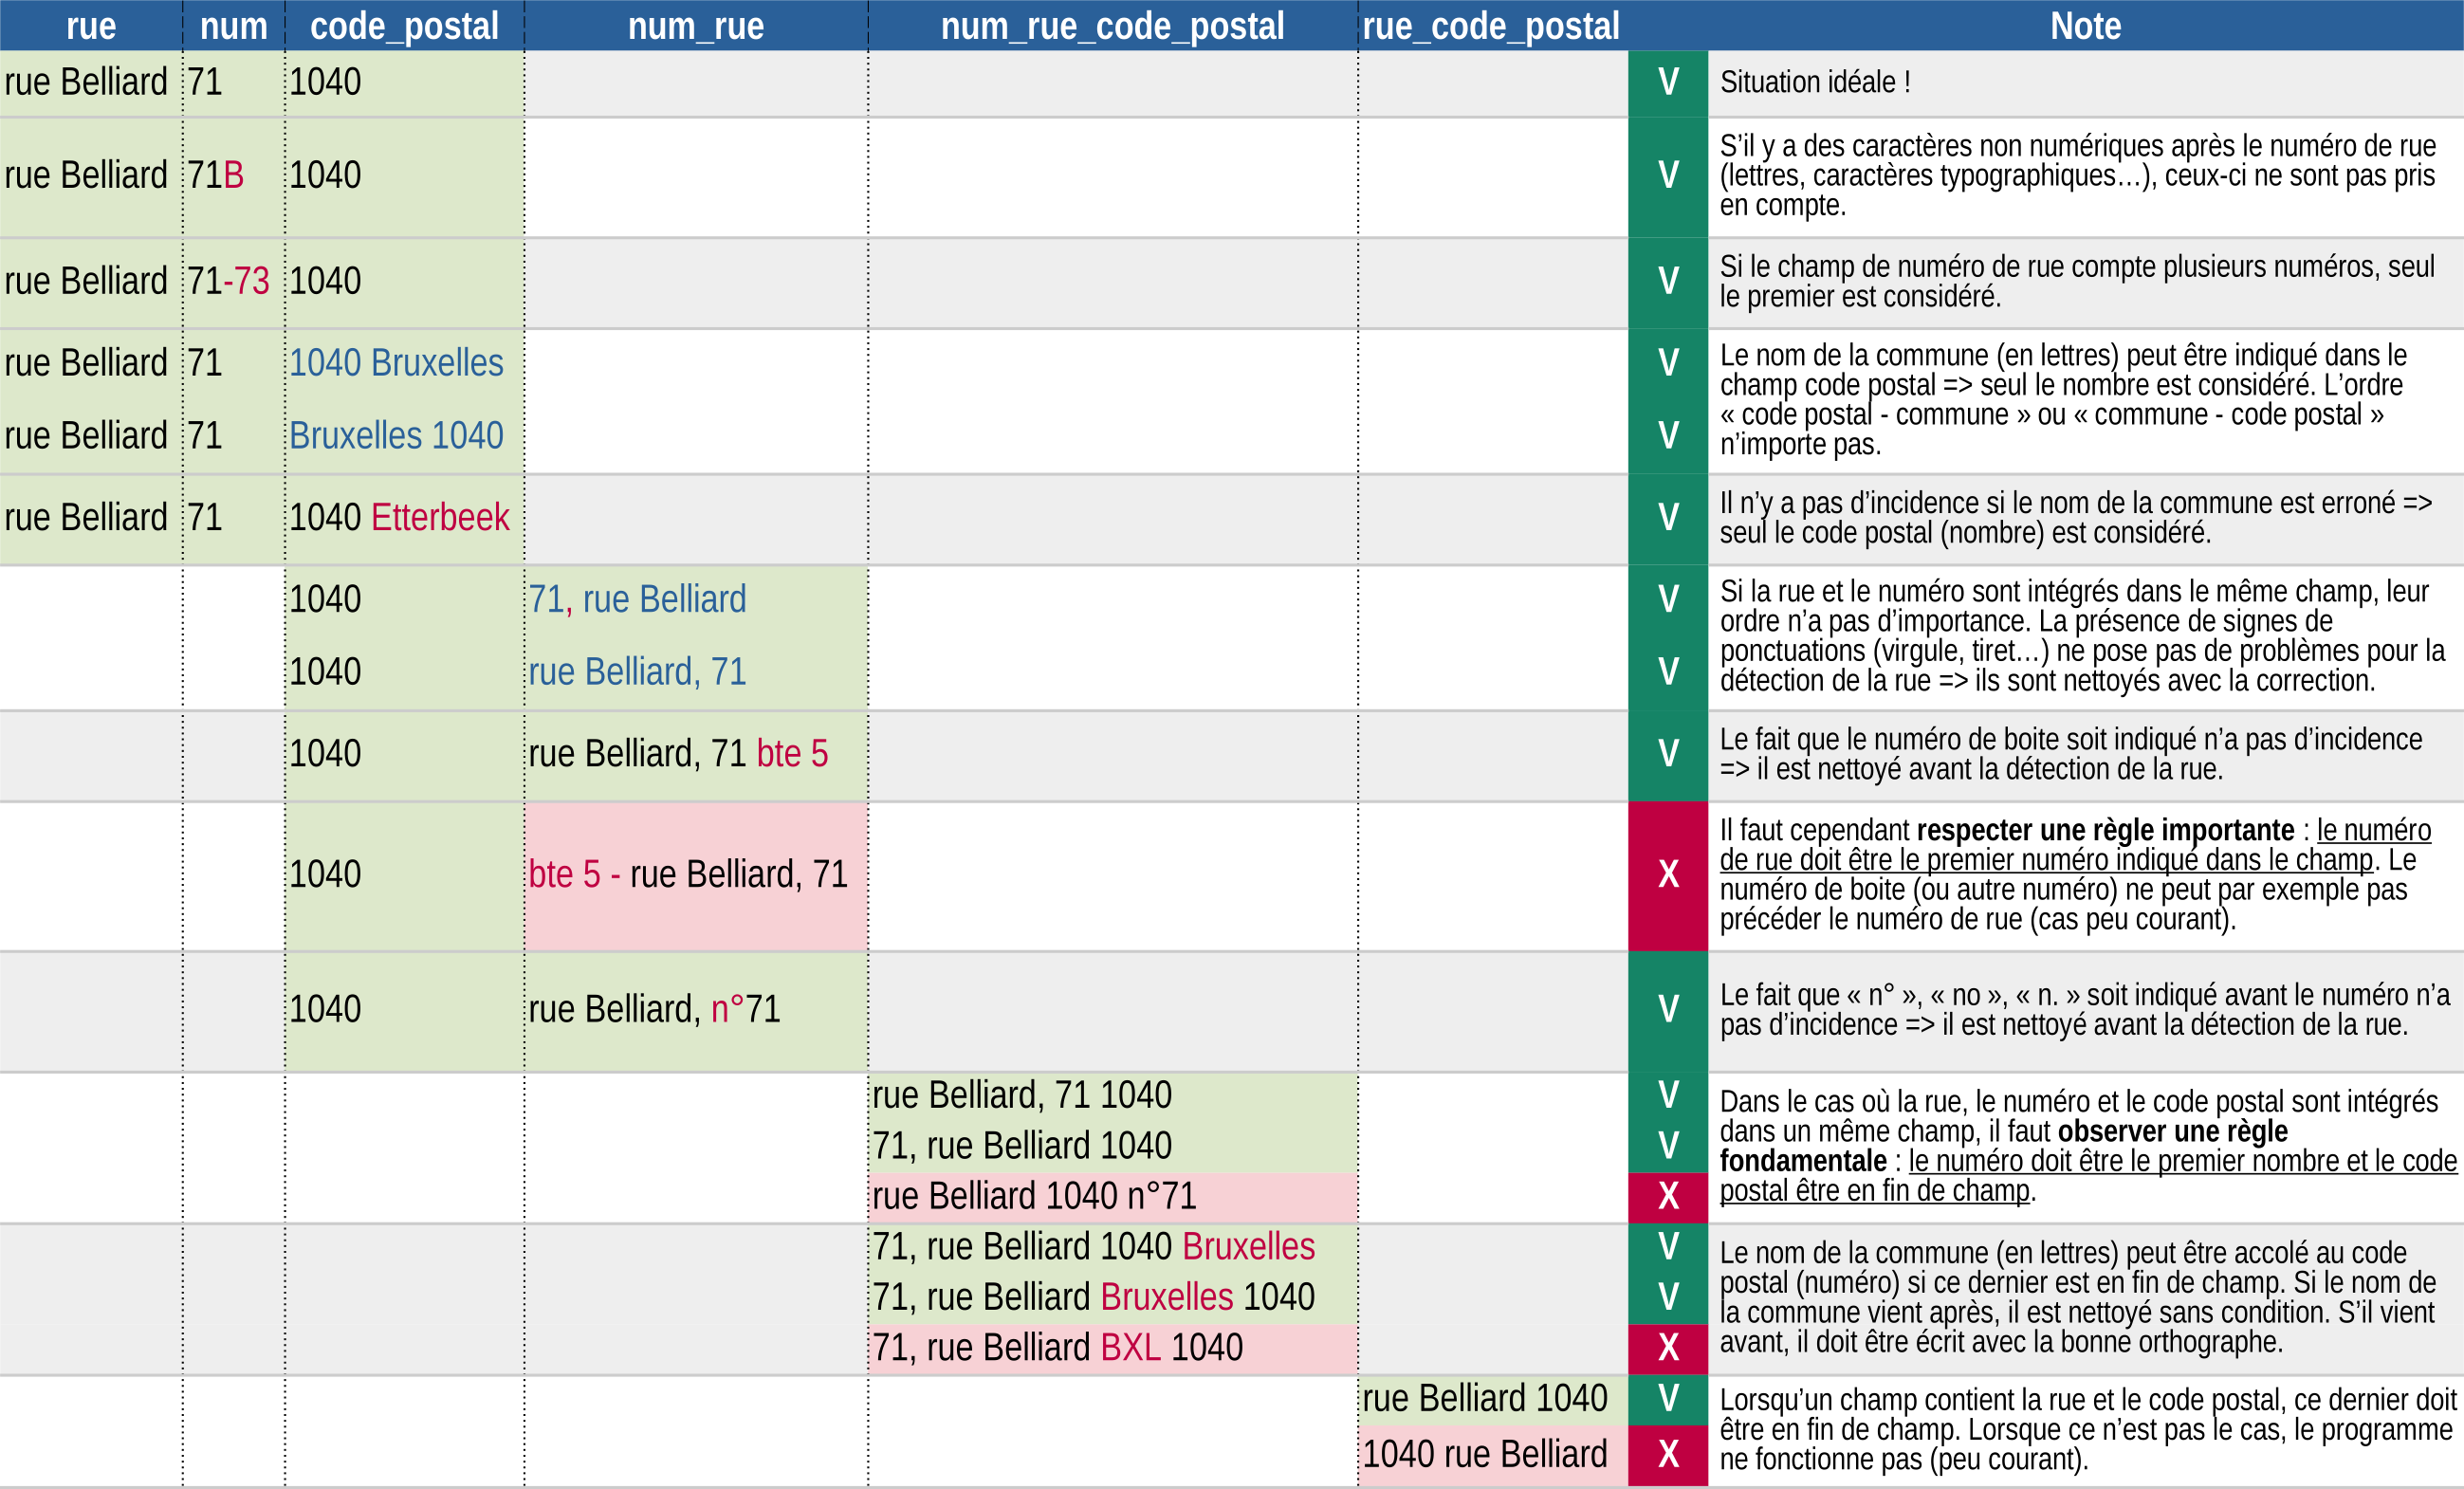 rue num code_postal num_rue num_rue_code_postal rue_code_postal Note
rue Belliard 71 1040 V Situation idéale !
rue Belliard 71B 1040 V S’il y a des caractères non numériques après le numéro de rue
(lettres, caractères typographiques…), ceux-ci ne sont pas pris
en compte.
rue Belliard 71-73 1040 V Si le champ de numéro de rue compte plusieurs numéros, seul
le premier est considéré.
rue Belliard 71 1040 Bruxelles V Le nom de la commune (en lettres) peut être indiqué dans le
champ code postal => seul le nombre est considéré. L’ordre
rue Belliard 71 Bruxelles 1040 V « code postal - commune » ou « commune - code postal »
n’importe pas.
rue Belliard 71 1040 Etterbeek V Il n’y a pas d’incidence si le nom de la commune est erroné =>
seul le code postal (nombre) est considéré.
1040 71, rue Belliard V Si la rue et le numéro sont intégrés dans le même champ, leur
ordre n’a pas d’importance. La présence de signes de
1040 rue Belliard, 71 V ponctuations (virgule, tiret…) ne pose pas de problèmes pour la
détection de la rue => ils sont nettoyés avec la correction.
1040 rue Belliard, 71 bte 5 V Le fait que le numéro de boite soit indiqué n’a pas d’incidence
=> il est nettoyé avant la détection de la rue.
1040 bte 5 - rue Belliard, 71 X Il faut cependant respecter une règle importante : le numéro
de rue doit être le premier numéro indiqué dans le champ. Le
numéro de boite (ou autre numéro) ne peut par exemple pas
précéder le numéro de rue (cas peu courant).
1040 rue Belliard, n°71 V Le fait que « n° », « no », « n. » soit indiqué avant le numéro n’a
pas d’incidence => il est nettoyé avant la détection de la rue.
rue Belliard, 71 1040 V Dans le cas où la rue, le numéro et le code postal sont intégrés
71, rue Belliard 1040 V dans un même champ, il faut observer une règle
fondamentale : le numéro doit être le premier nombre et le code
rue Belliard 1040 n°71 X postal être en fin de champ.
71, rue Belliard 1040 Bruxelles V Le nom de la commune (en lettres) peut être accolé au code
postal (numéro) si ce dernier est en fin de champ. Si le nom de
71, rue Belliard Bruxelles 1040 V la commune vient après, il est nettoyé sans condition. S’il vient
71, rue Belliard BXL 1040 X avant, il doit être écrit avec la bonne orthographe.
rue Belliard 1040 V Lorsqu’un champ contient la rue et le code postal, ce dernier doit
être en fin de champ. Lorsque ce n’est pas le cas, le programme
1040 rue Belliard X ne fonctionne pas (peu courant).